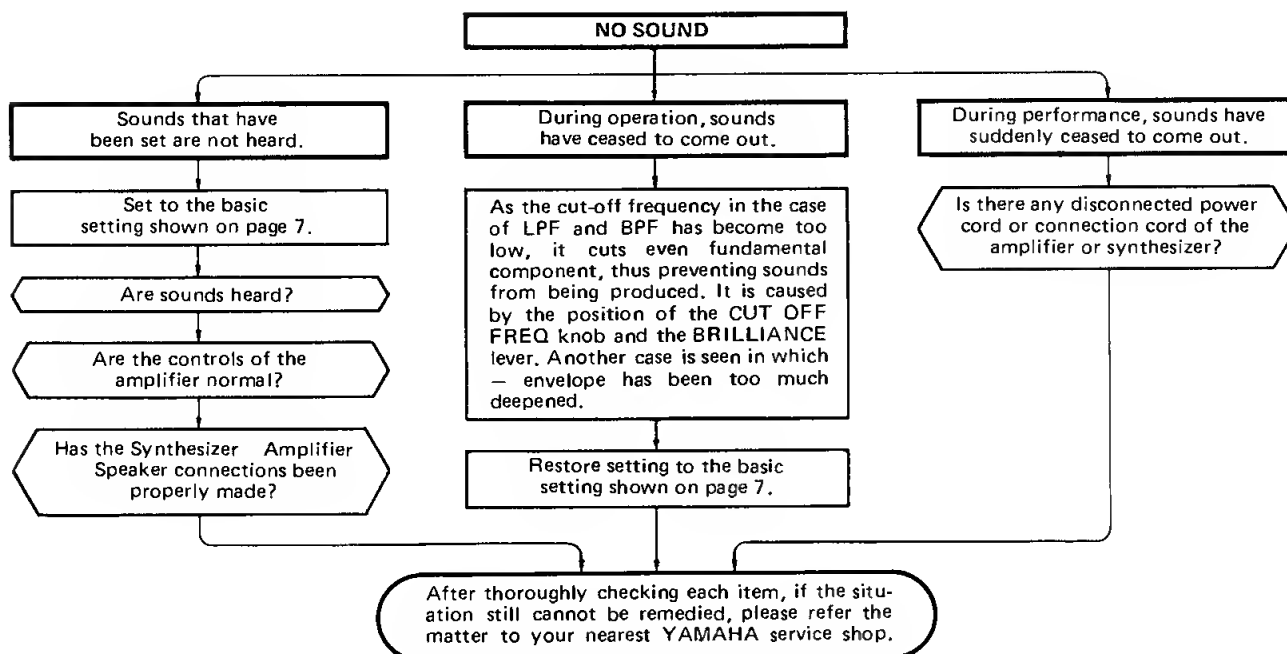 NO SOUND
Sounds that have
been set are not heard.
Set to the basic
setting shown on page 7.
Are sounds heard?
Are the controls of the
amplifier normal?
Has the Synthesizer Amplifier
Speaker connections been
properly made?
During operation, sounds
have ceased to come out.
As the cut-off frequency in the case
of LPF and BPF has become too
low, it cuts even fundamental
component, thus preventing sounds
from being produced. It is caused
by the position of the CUT OFF
FREQ knob and the BRILLIANCE
lever. Another case is seen in which
— envelope has been too much
deepened.
Restore setting to the basic
setting shown on page 7.
During performance, sounds have
suddenly ceased to come out.
Is there any disconnected power
cord or connection cord of the
amplifier or synthesizer?
After thoroughly checking each item, if the situ-
ation still cannot be remedied, please refer the
matter to your nearest YAMAHA service shop.